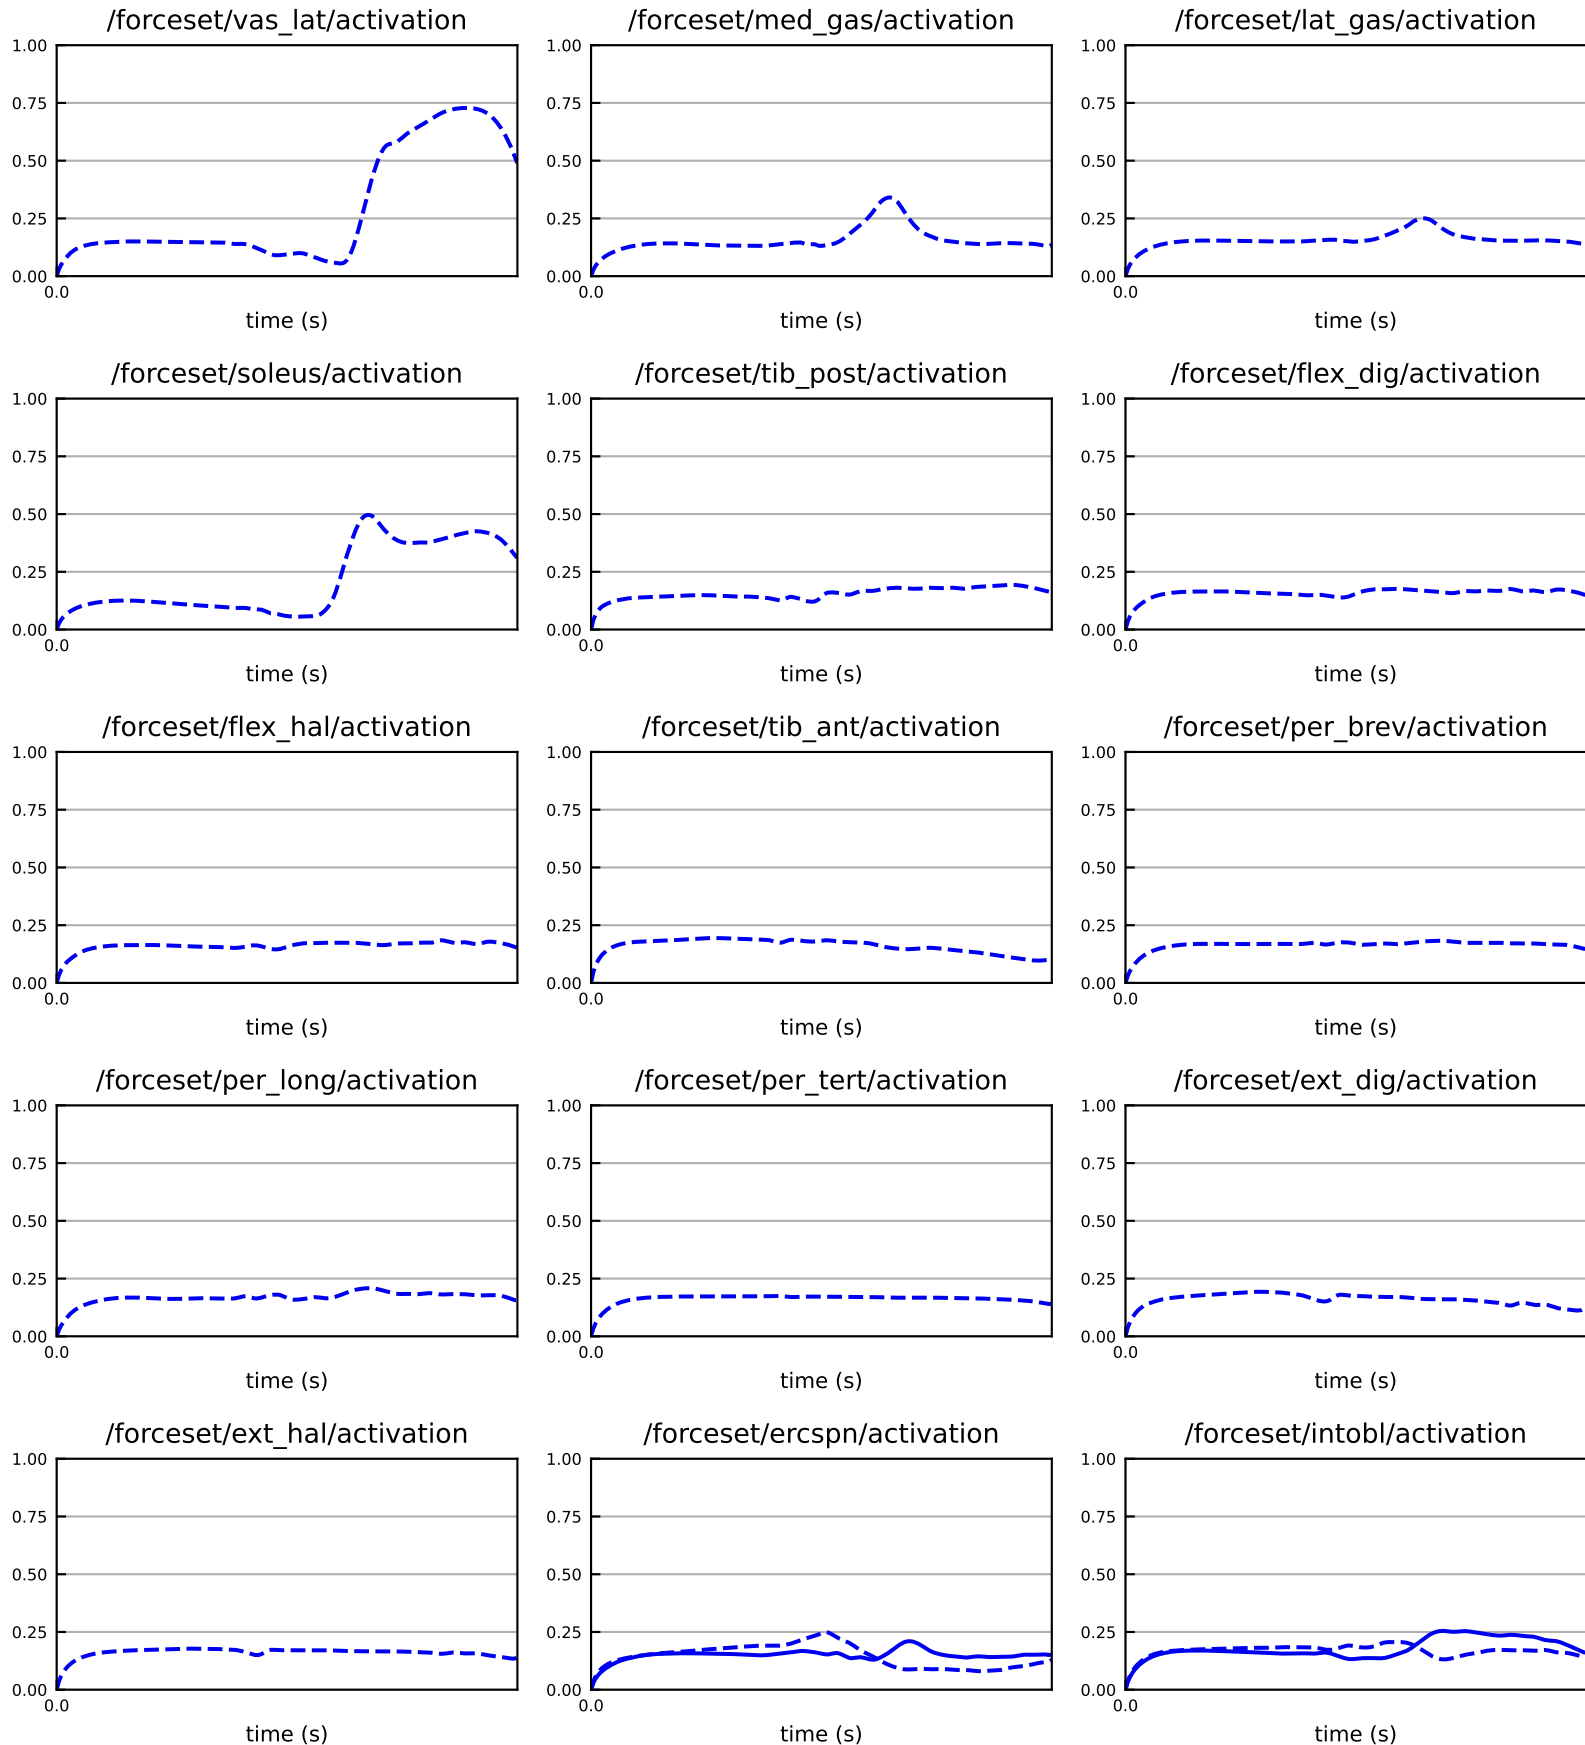 /forceset/vas_lat/activation /forceset/med_gas/activation /forceset/lat_gas/activation
1.00 1.00 1.00
0.75 0.75 0.75
0.50 0.50 0.50
0.25 0.25 0.25
0.00 0.00 0.00
0.0 0.0 0.0
time (s) time (s) time (s)
/forceset/soleus/activation /forceset/tib_post/activation /forceset/flex_dig/activation
1.00 1.00 1.00
0.75 0.75 0.75
0.50 0.50 0.50
0.25 0.25 0.25
0.00 0.00 0.00
0.0 0.0 0.0
time (s) time (s) time (s)
/forceset/flex_hal/activation /forceset/tib_ant/activation /forceset/per_brev/activation
1.00 1.00 1.00
0.75 0.75 0.75
0.50 0.50 0.50
0.25 0.25 0.25
0.00 0.00 0.00
0.0 0.0 0.0
time (s) time (s) time (s)
/forceset/per_long/activation /forceset/per_tert/activation /forceset/ext_dig/activation
1.00 1.00 1.00
0.75 0.75 0.75
0.50 0.50 0.50
0.25 0.25 0.25
0.00 0.00 0.00
0.0 0.0 0.0
time (s) time (s) time (s)
/forceset/ext_hal/activation /forceset/ercspn/activation /forceset/intobl/activation
1.00 1.00 1.00
0.75 0.75 0.75
0.50 0.50 0.50
0.25 0.25 0.25
0.00 0.00 0.00
0.0 0.0 0.0
time (s) time (s) time (s)